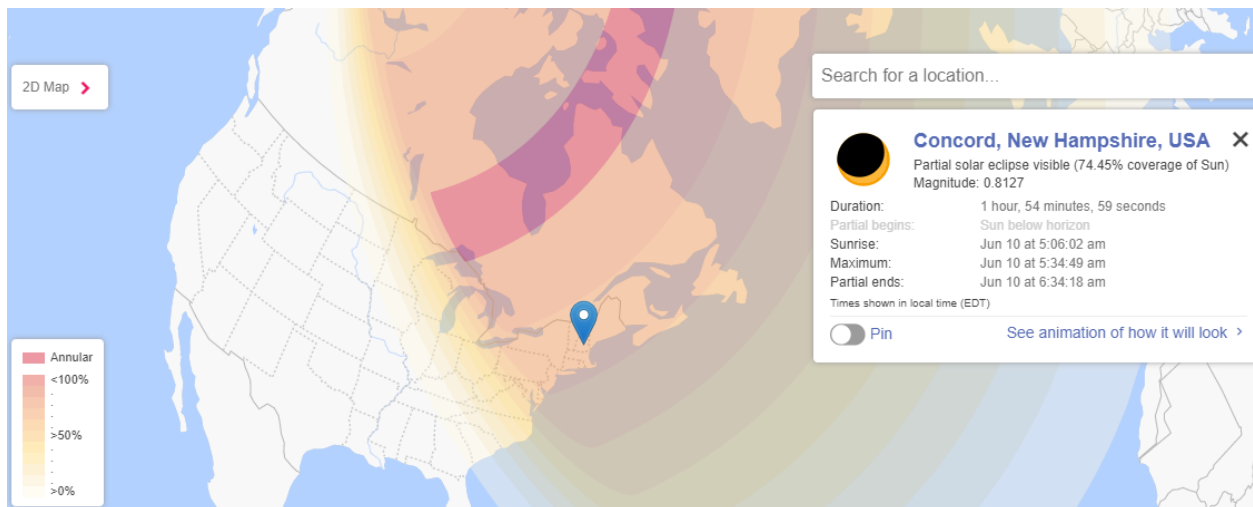 2D Map
Search for a location...
Concord, New Hampshire, USA
Partial solar eclipse visible (74.45% coverage of Sun)
Magnitude: 0.8127
Duration: 1 hour, 54 minutes, 59 seconds
Partial begins: Sun below horizon
Sunrise: Jun 10 at 5:06:02 am
Maximum: Jun 10 at 5:34:49 am
Partial ends: Jun 10 at 6:34:18 am
Times shown in local time (EDT)
Pin
See animation of how it will look
Annular
<100%
.
.
.
>50%
.
.
.
>0%